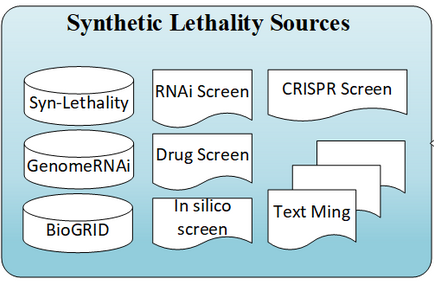 Synthetic Lethality Sources
Syn-Lethality
RNAi Screen
CRISPR Screen
GenomeRNAi
Drug Screen
BioGRID
In silico
screen
Text Ming